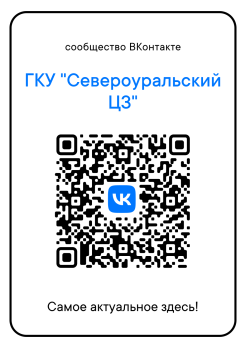 сообщество ВКонтакте
ГКУ "Североуральский
ЦЗ"
Самое актуальное здесь!